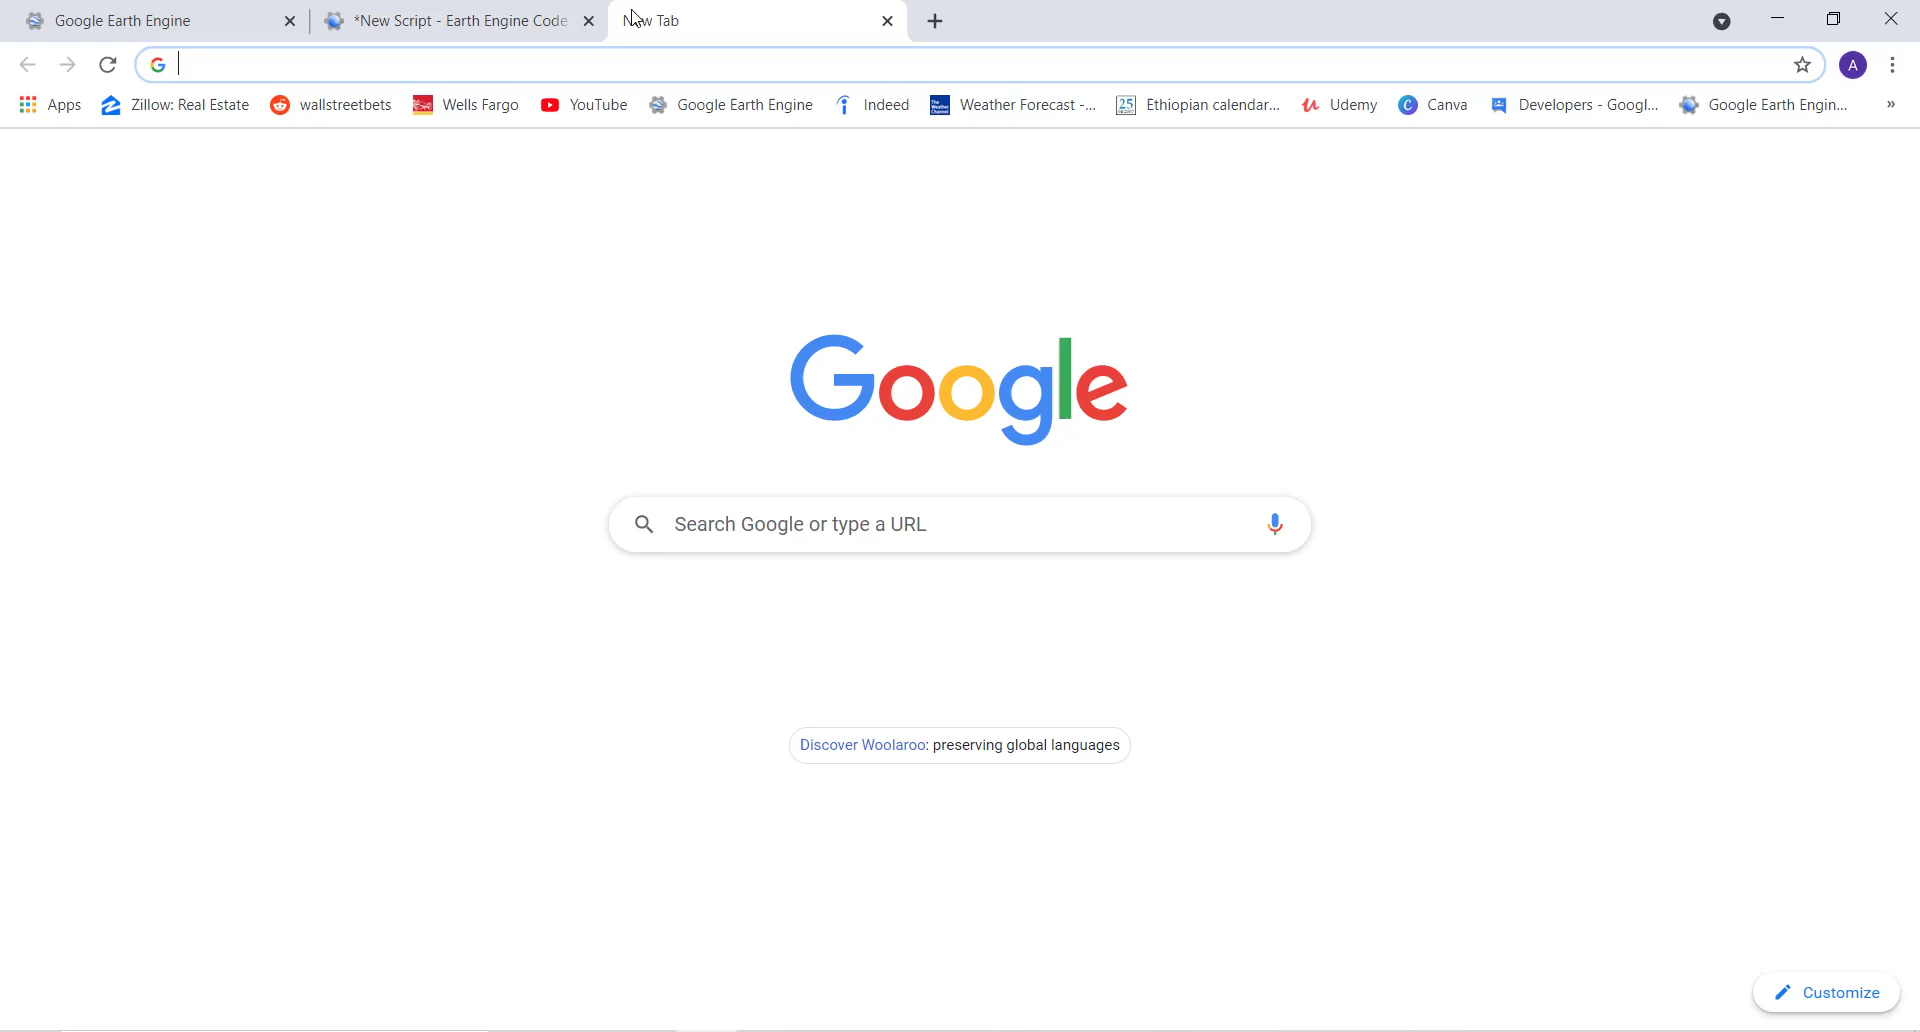 Google Earth Engine
*New Script - Earth Engine Code
New Tab
G
A
Apps
Zillow: Real Estate
wallstreetbets
Wells Fargo
YouTube
Google Earth Engine
Indeed
Weather Forecast -...
25
Ethiopian calendar...
Udemy
Canva
Developers - Googl...
Google Earth Engin...
»
Google
Search Google or type a URL
Discover Woolaroo: preserving global languages
Customize